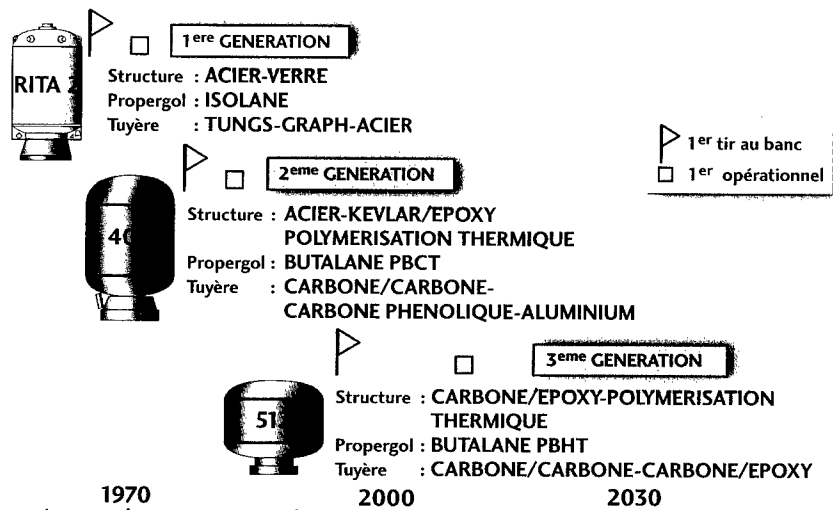 1ere GENERATION
RITA 2
Structure : ACIER-VERRE
Propergol : ISOLANE
Tuyère : TUNGS-GRAPH-ACIER
1er tir au banc
1er opérationnel
2eme GENERATION
40
Structure : ACIER-KEVLAR/EPOXY
POLYMERISATION THERMIQUE
Propergol : BUTALANE PBCT
Tuyère : CARBONE/CARBONE-
CARBONE PHENOLIQUE-ALUMINIUM
3eme GENERATION
51
Structure : CARBONE/EPOXY-POLYMERISATION
THERMIQUE
Propergol : BUTALANE PBHT
Tuyère : CARBONE/CARBONE-CARBONE/EPOXY
1970 2000 2030